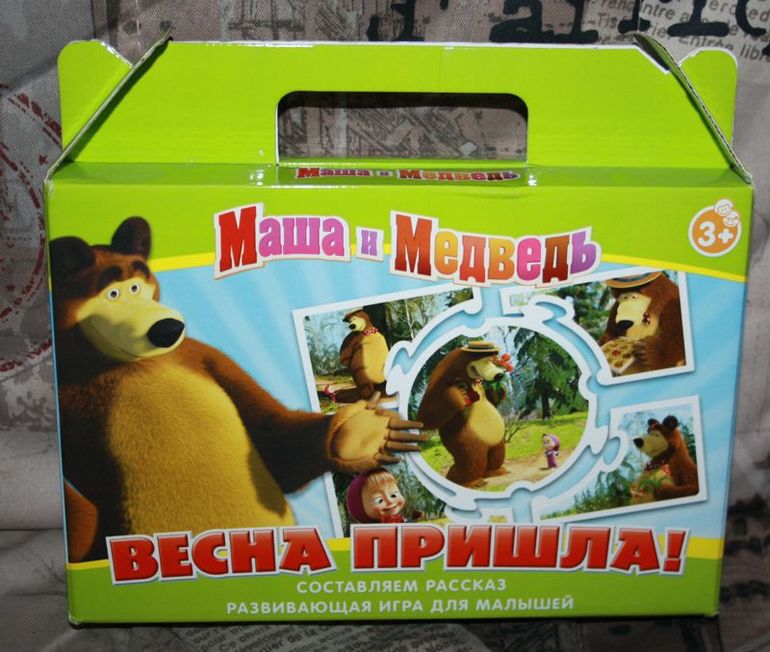 Маша и Медведь
Маша и Медведь
3+
ВЕСНА ПРИШЛА!
СОСТАВЛЯЕМ РАССКАЗ
РАЗВИВАЮЩАЯ ИГРА ДЛЯ МАЛЫШЕЙ